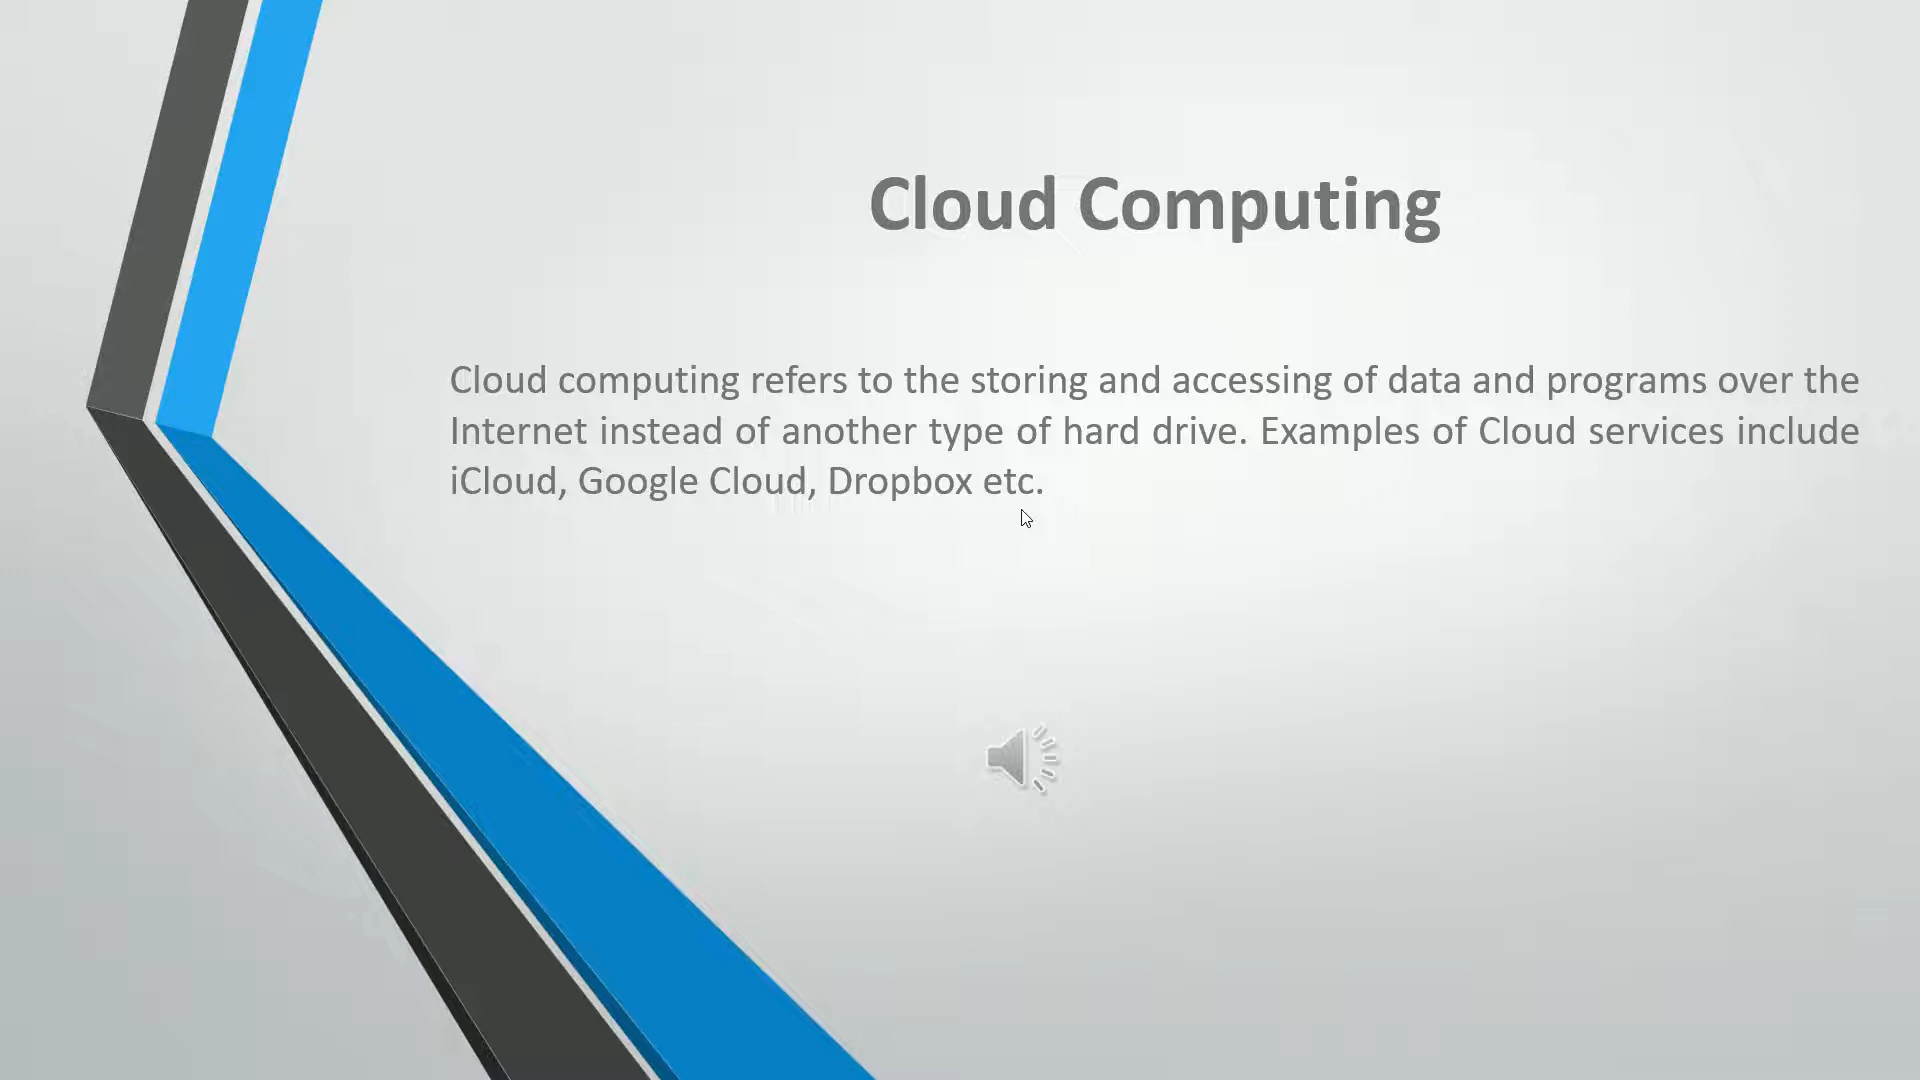 Cloud Computing
Cloud computing refers to the storing and accessing of data and programs over the
Internet instead of another type of hard drive. Examples of Cloud services include
iCloud, Google Cloud, Dropbox etc.